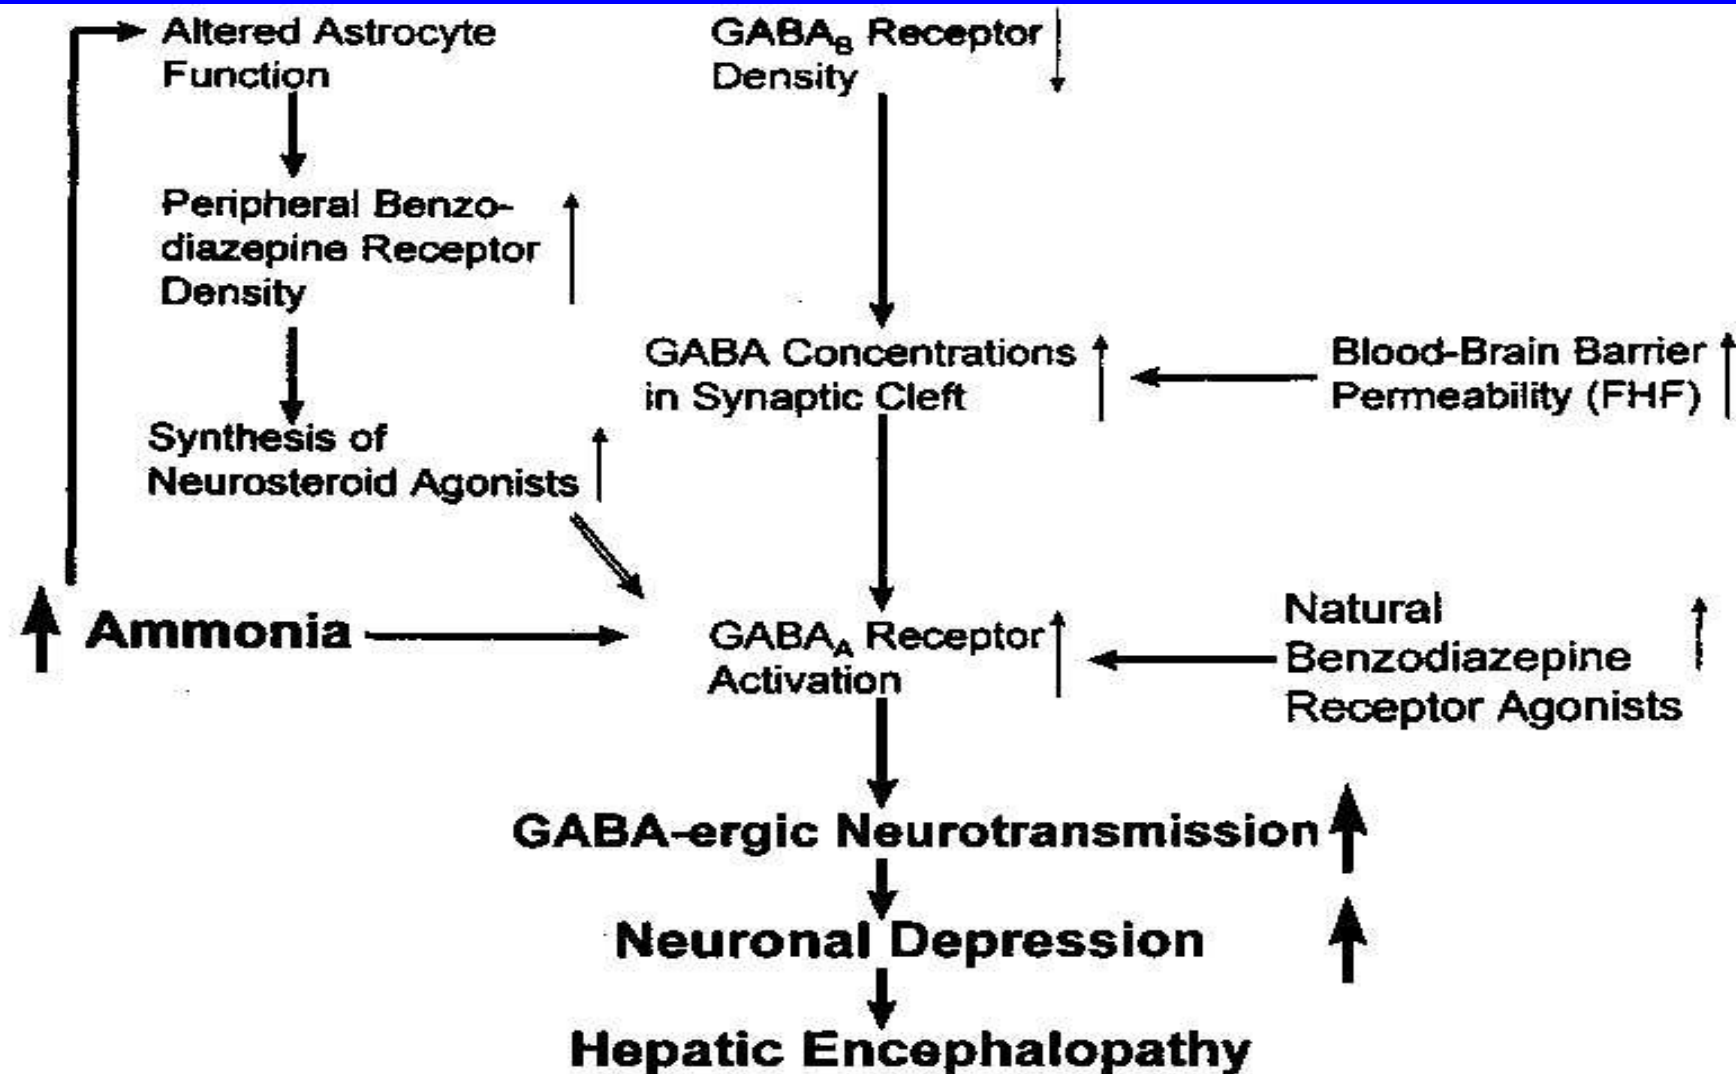 Altered Astrocyte
Function
GABA_B Receptor
Density
Peripheral Benzo-
diazepine Receptor
Density
GABA Concentrations
in Synaptic Cleft
Blood-Brain Barrier
Permeability (FHF)
Synthesis of
Neurosteroid Agonists
Ammonia
GABA_A Receptor
Activation
Natural
Benzodiazepine
Receptor Agonists
GABA-ergic Neurotransmission
Neuronal Depression
Hepatic Encephalopathy